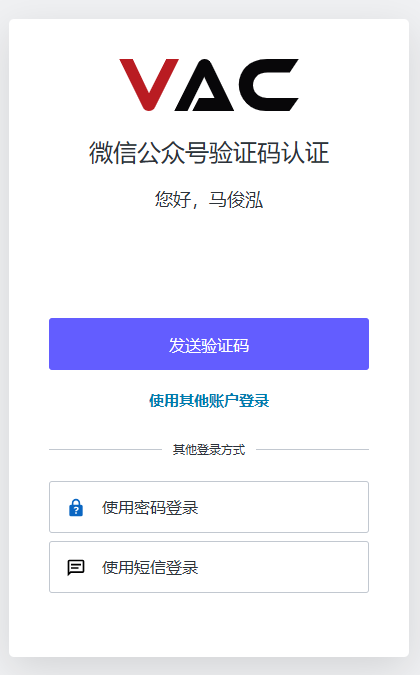 VAC
微信公众号验证码认证
您好，马俊泓
发送验证码
使用其他账户登录
其他登录方式
使用密码登录
使用短信登录